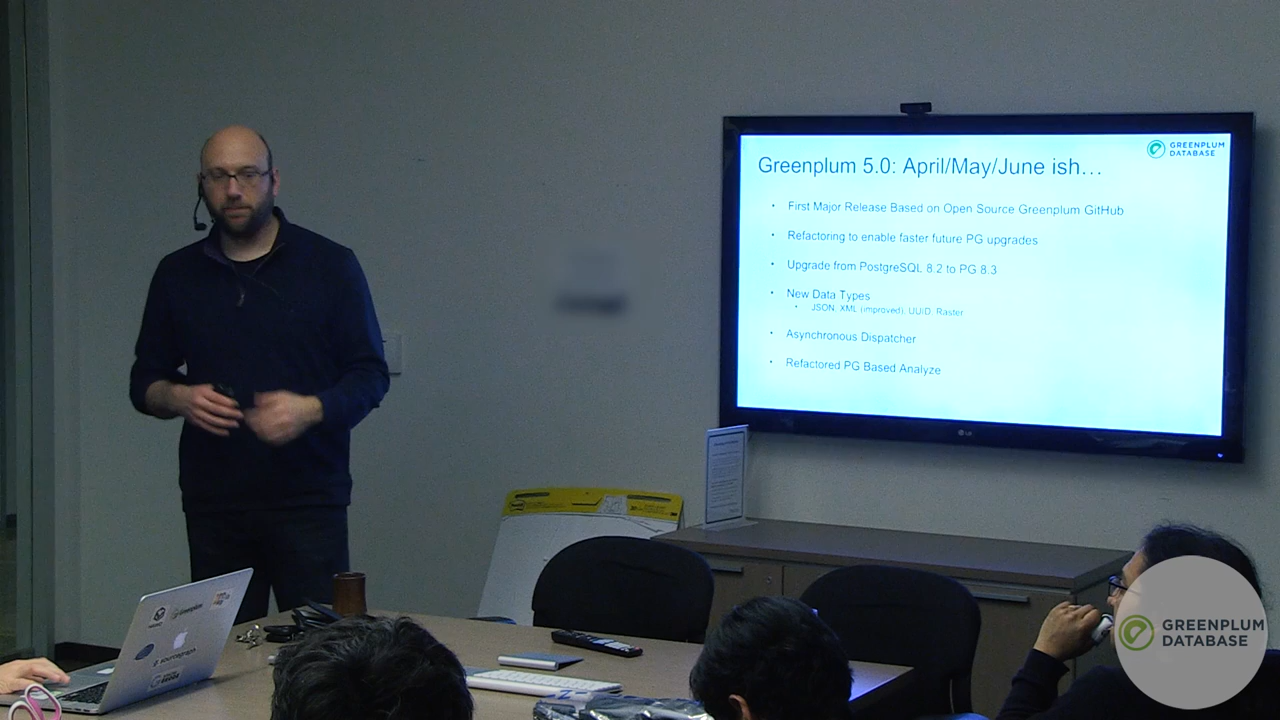 GREENPLUM
DATABASE
Greenplum 5.0: April/May/June ish…
• First Major Release Based on Open Source Greenplum GitHub
• Refactoring to enable faster future PG upgrades
• Upgrade from PostgreSQL 8.2 to PG 8.3
• New Data Types
• JSON, XML (improved), UUID, Raster
• Asynchronous Dispatcher
• Refactored PG Based Analyze
LG
Greenplum
sourcegraph
GREENPLUM
DATABASE